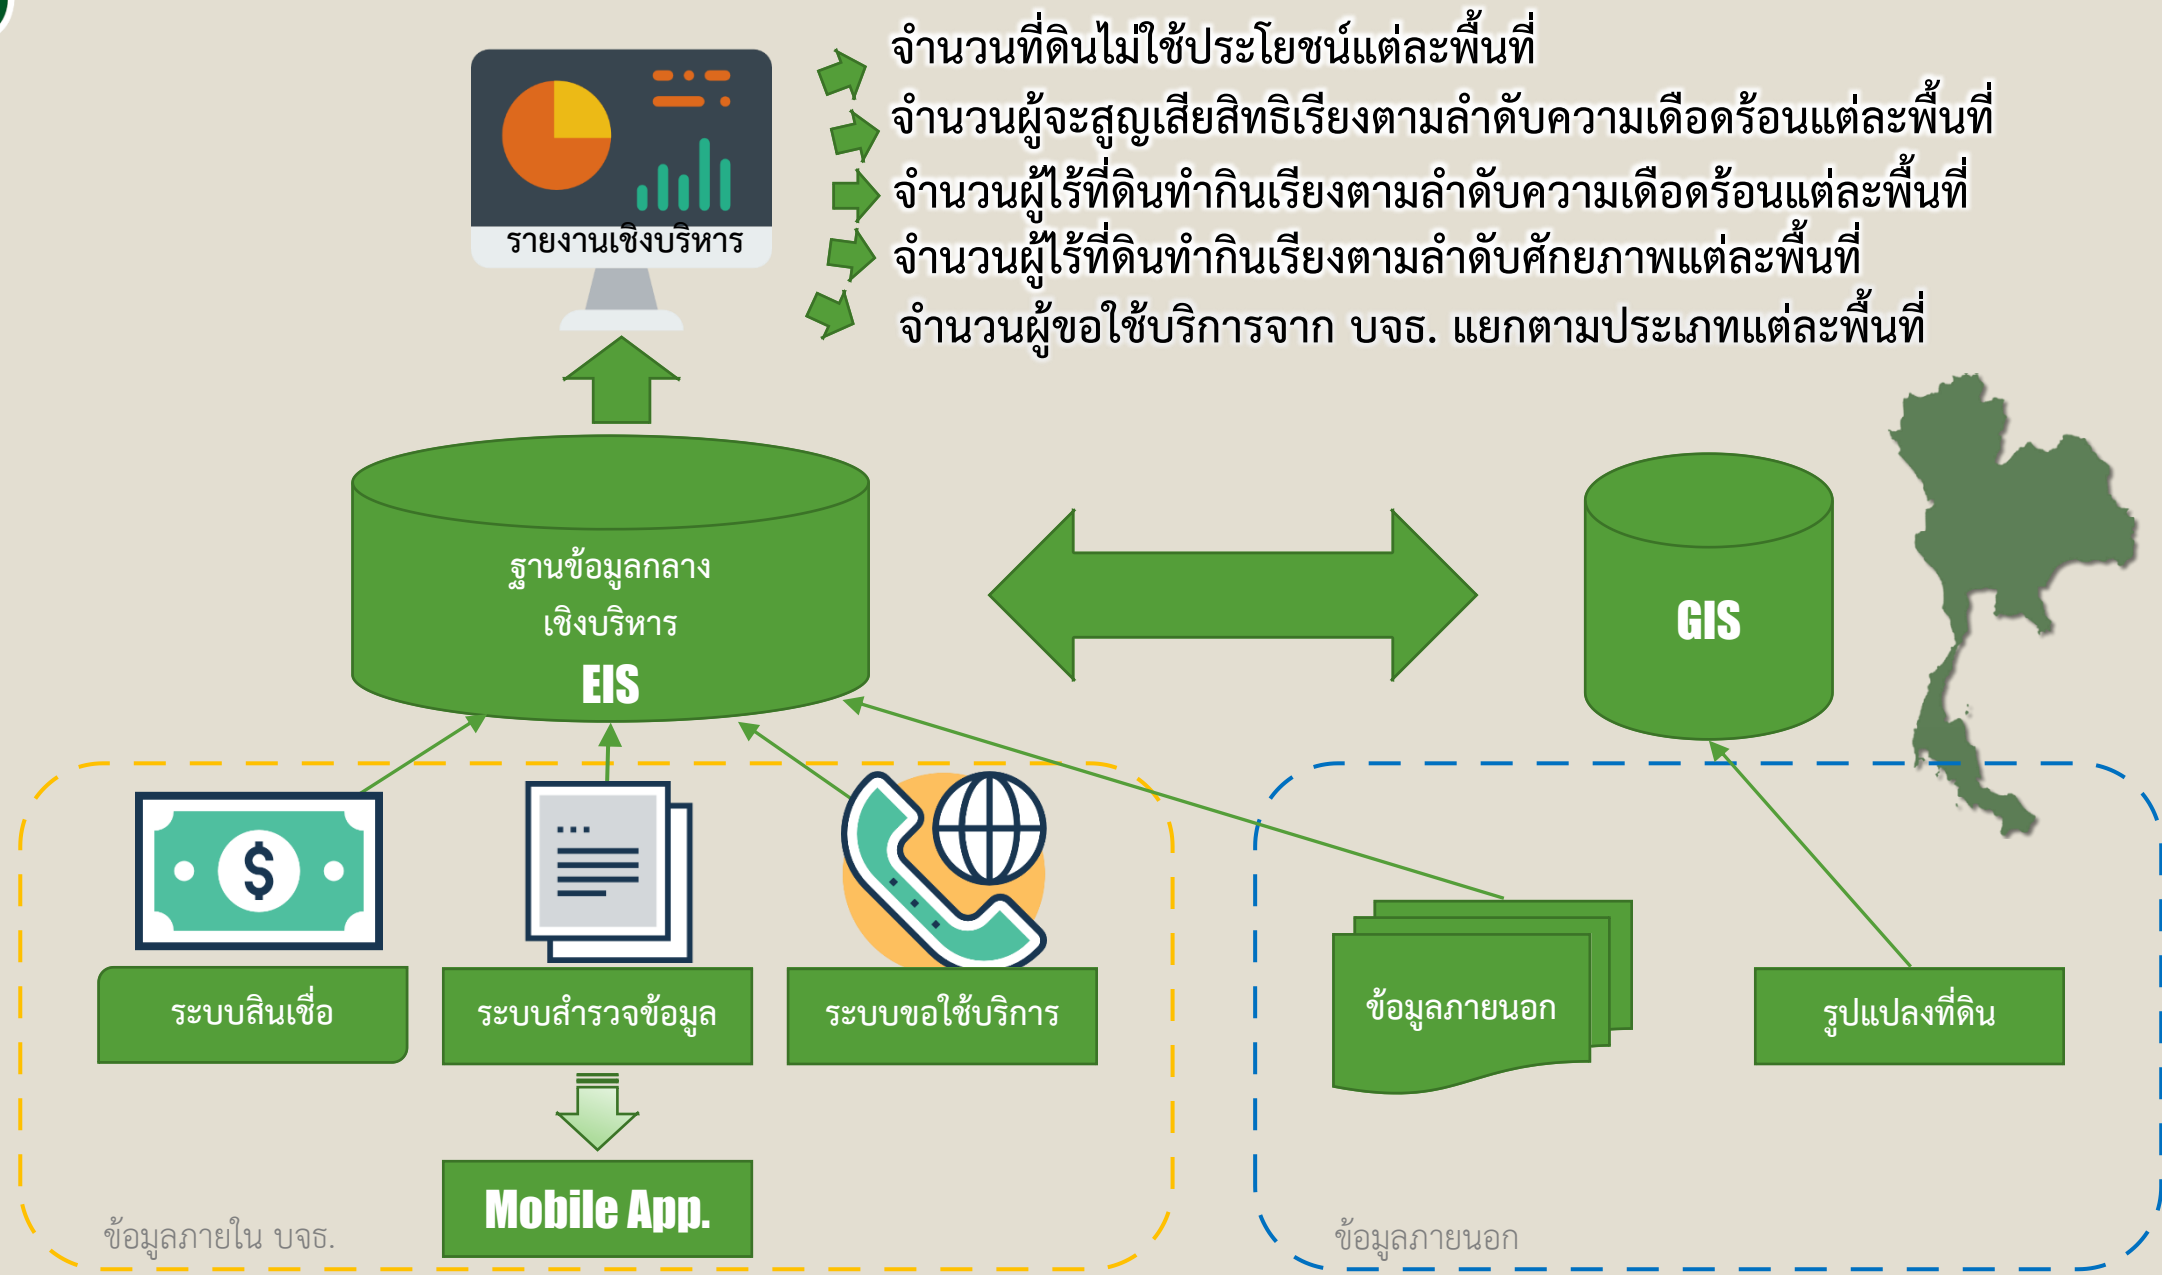 จำนวนที่ดินไม่ใช้ประโยชน์แต่ละพื้นที่
จำนวนผู้จะสูญเสียสิทธิเรียงตามลำดับความเดือดร้อนแต่ละพื้นที่
จำนวนผู้ไร้ที่ดินทำกินเรียงตามลำดับความเดือดร้อนแต่ละพื้นที่
จำนวนผู้ไร้ที่ดินทำกินเรียงตามลำดับศักยภาพแต่ละพื้นที่
จำนวนผู้ขอใช้บริการจาก บจธ. แยกตามประเภทแต่ละพื้นที่
รายงานเชิงบริหาร
ฐานข้อมูลกลาง
เชิงบริหาร
EIS
GIS
$
ระบบสินเชื่อ
ระบบสำรวจข้อมูล
ระบบขอใช้บริการ
ข้อมูลภายนอก
รูปแปลงที่ดิน
Mobile App.
ข้อมูลภายใน บจธ.
ข้อมูลภายนอก